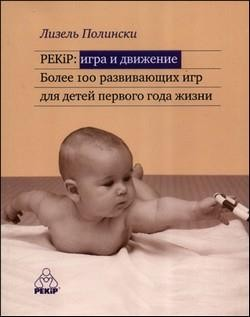 Лизель Полински
PEKiP: игра и движение
Более 100 развивающих игр
для детей первого года жизни
PEKiP